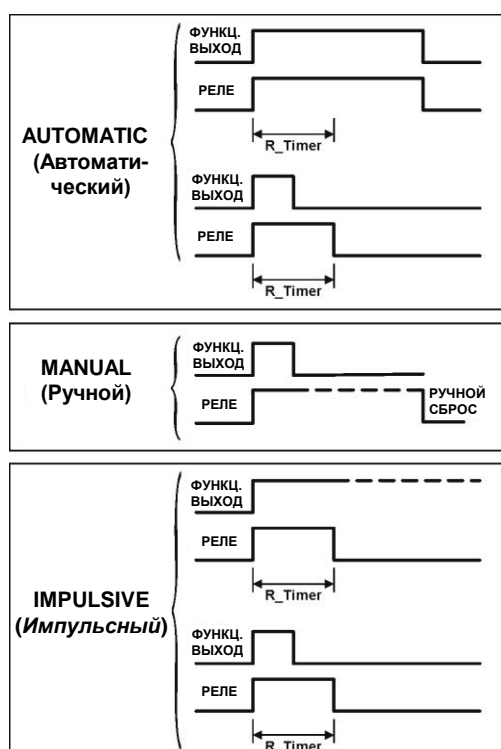 ФУНКЦ.
ВЫХОД
РЕЛЕ
R_Timer
AUTOMATIC
(Автомати-
ческий)
ФУНКЦ.
ВЫХОД
РЕЛЕ
R_Timer
MANUAL
(Ручной)
ФУНКЦ.
ВЫХОД
РЕЛЕ
РУЧНОЙ
СБРОС
ФУНКЦ.
ВЫХОД
РЕЛЕ
R_Timer
IMPULSIVE
(Импульсный)
ФУНКЦ.
ВЫХОД
РЕЛЕ
R_Timer